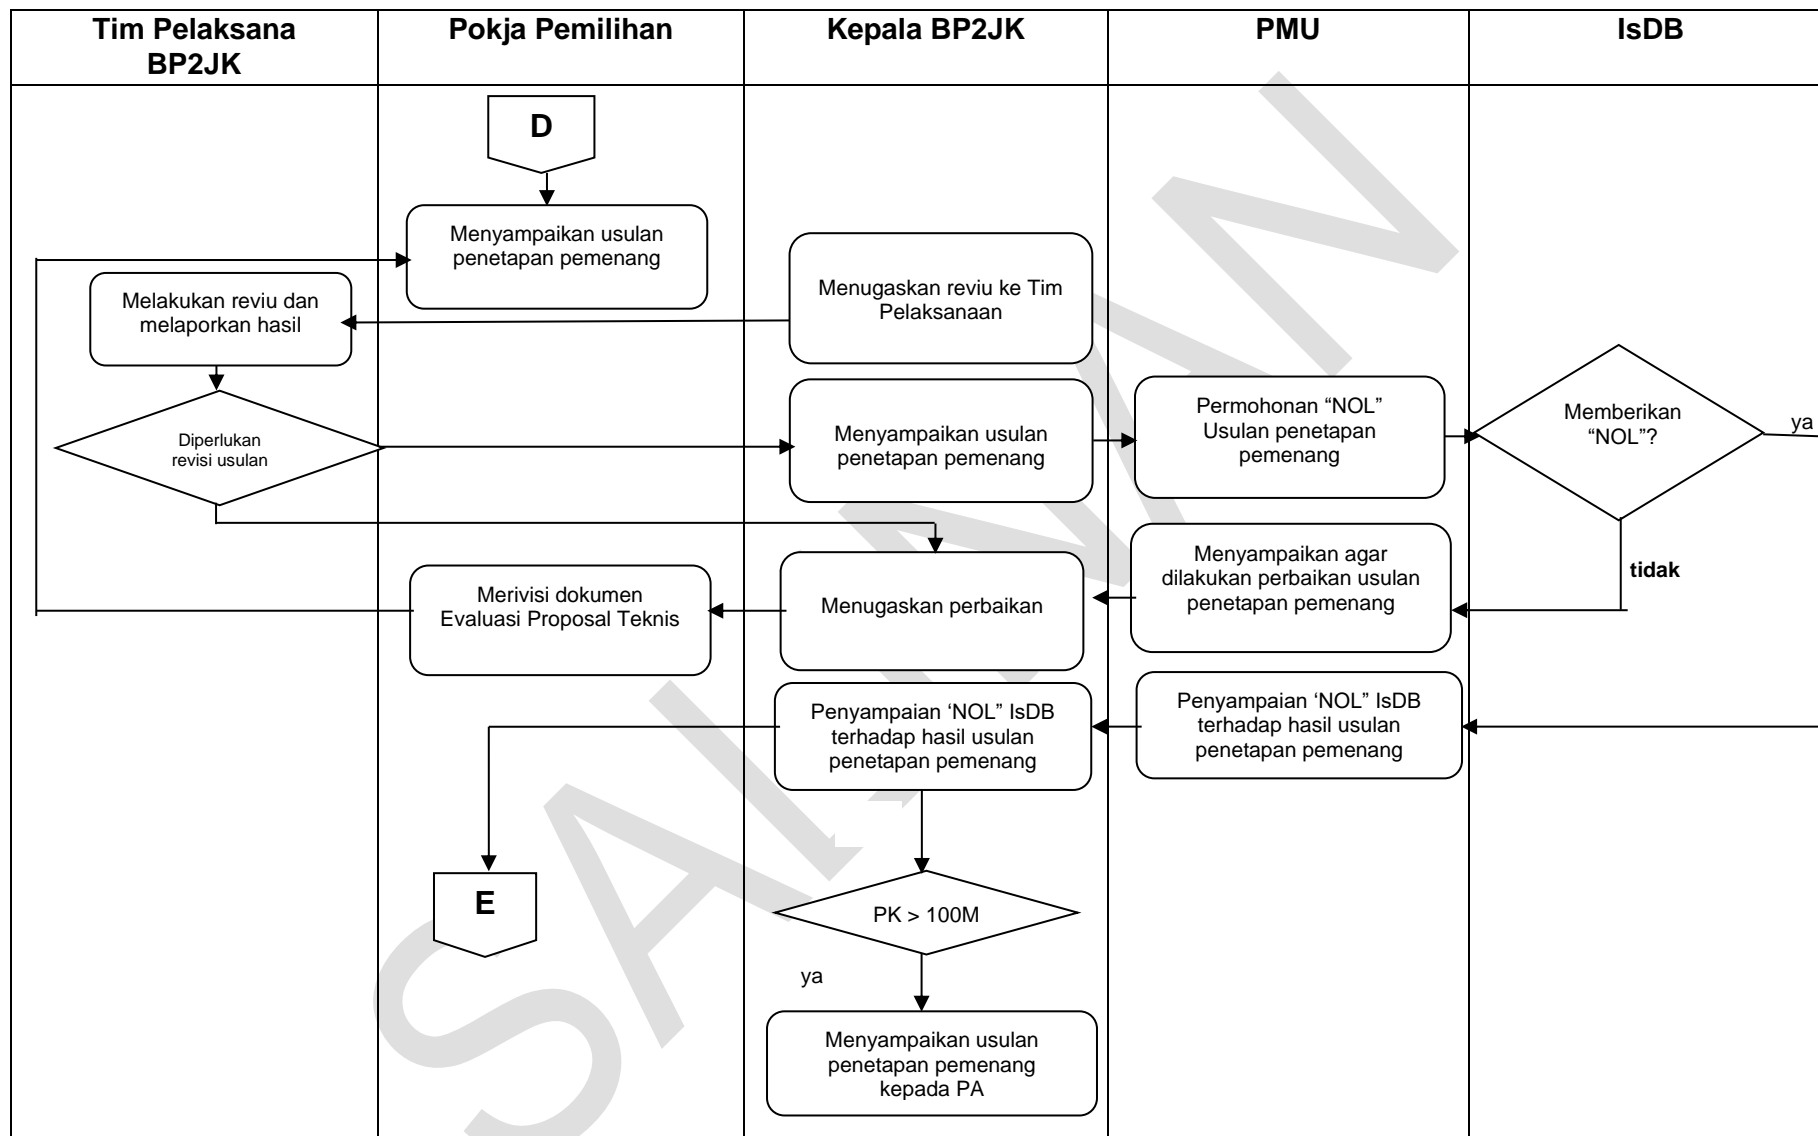 Tim Pelaksana
BP2JK
Pokja Pemilihan
Kepala BP2JK
PMU
IsDB
D
Menyampaikan usulan
penetapan pemenang
Menugaskan reviu ke Tim
Pelaksanaan
Melakukan reviu dan
melaporkan hasil
Diperlukan
revisi usulan
Menyampaikan usulan
penetapan pemenang
Permohonan “NOL”
Usulan penetapan
pemenang
Memberikan
“NOL”?
ya
tidak
Menyampaikan agar
dilakukan perbaikan usulan
penetapan pemenang
Menugaskan perbaikan
Merivisi dokumen
Evaluasi Proposal Teknis
Penyampaian ‘NOL” IsDB
terhadap hasil usulan
penetapan pemenang
Penyampaian ‘NOL” IsDB
terhadap hasil usulan
penetapan pemenang
E
PK > 100M
ya
Menyampaikan usulan
penetapan pemenang
kepada PA
SALINAN